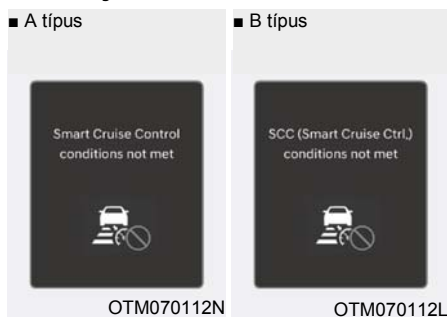 ■ A típus
■ B típus
Smart Cruise Control
conditions not met
SCC (Smart Cruise Ctrl.)
conditions not met
OTM070112N
OTM070112L